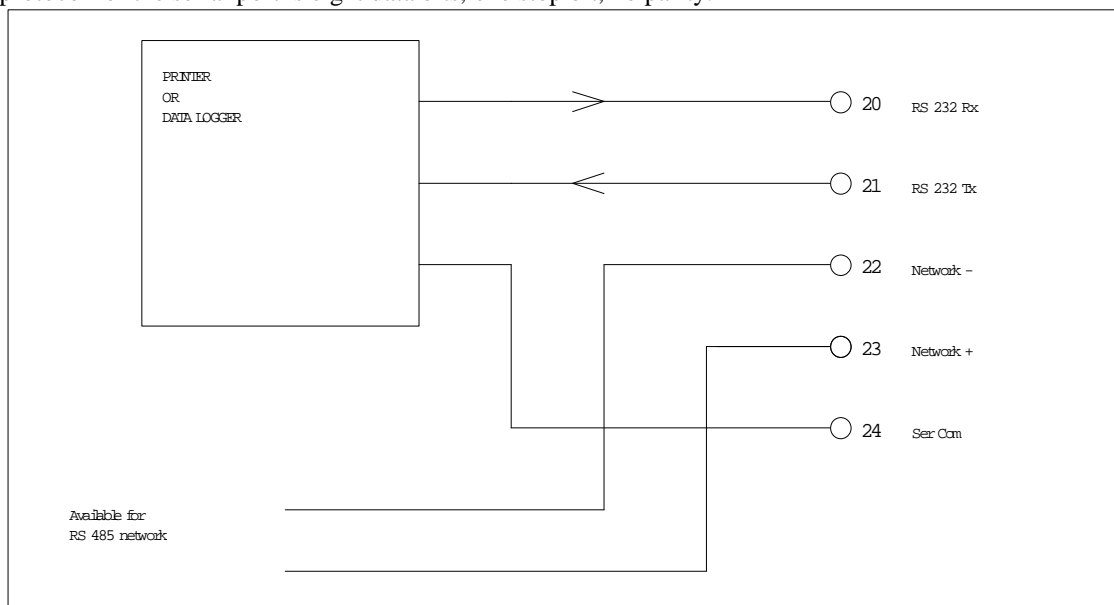 PRINTER
OR
DATA LOGGER
20 RS 232 Rx
21 RS 232 Tx
22 Network -
23 Network +
24 Ser Com
Available for
RS 485 network